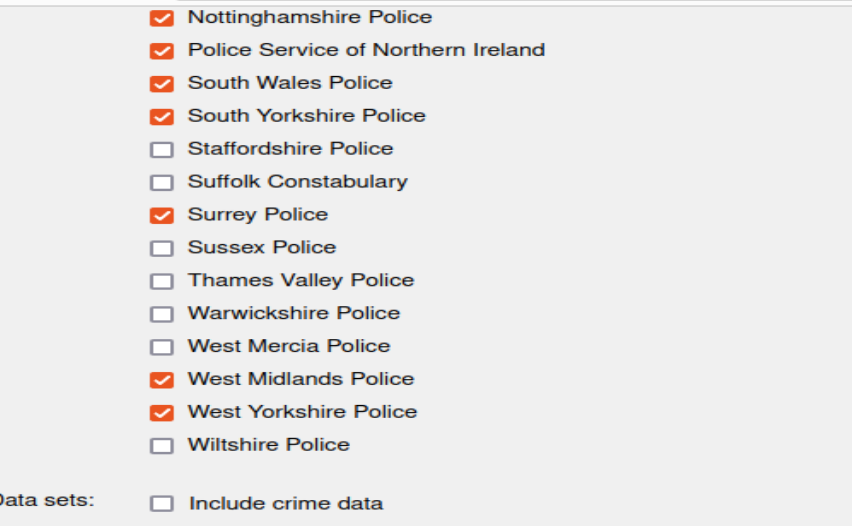 Nottinghamshire Police
Police Service of Northern Ireland
South Wales Police
South Yorkshire Police
Staffordshire Police
Suffolk Constabulary
Surrey Police
Sussex Police
Thames Valley Police
Warwickshire Police
West Mercia Police
West Midlands Police
West Yorkshire Police
Wiltshire Police
Data sets: Include crime data